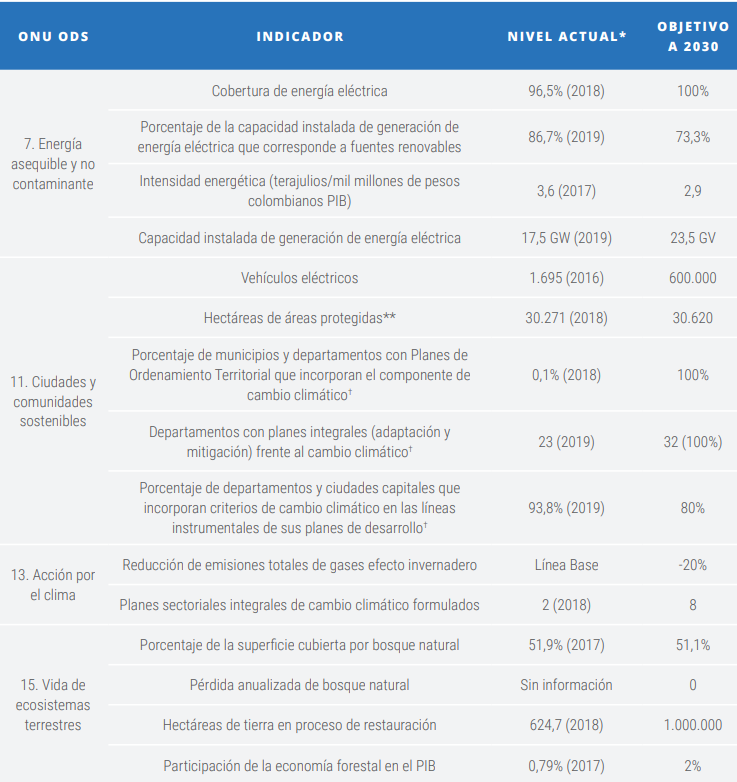 ONU ODS
INDICADOR
NIVEL ACTUAL*
OBJETIVO
A 2030
7. Energía
asequible y no
contaminante
Cobertura de energía eléctrica
96,5% (2018)
100%
Porcentaje de la capacidad instalada de generación de
energía eléctrica que corresponde a fuentes renovables
86,7% (2019)
73,3%
Intensidad energética (terajulios/mil millones de pesos
colombianos PIB)
3,6 (2017)
2,9
Capacidad instalada de generación de energía eléctrica
17,5 GW (2019)
23,5 GV
11. Ciudades y
comunidades
sostenibles
Vehículos eléctricos
1.695 (2016)
600.000
Hectáreas de áreas protegidas**
30.271 (2018)
30.620
Porcentaje de municipios y departamentos con Planes de
Ordenamiento Territorial que incorporan el componente de
cambio climático†
0,1% (2018)
100%
Departamentos con planes integrales (adaptación y
mitigación) frente al cambio climático†
23 (2019)
32 (100%)
Porcentaje de departamentos y ciudades capitales que
incorporan criterios de cambio climático en las líneas
instrumentales de sus planes de desarrollo†
93,8% (2019)
80%
13. Acción por
el clima
Reducción de emisiones totales de gases efecto invernadero
Línea Base
-20%
Planes sectoriales integrales de cambio climático formulados
2 (2018)
8
15. Vida de
ecosistemas
terrestres
Porcentaje de la superficie cubierta por bosque natural
51,9% (2017)
51,1%
Pérdida anualizada de bosque natural
Sin información
0
Hectáreas de tierra en proceso de restauración
624,7 (2018)
1.000.000
Participación de la economía forestal en el PIB
0,79% (2017)
2%